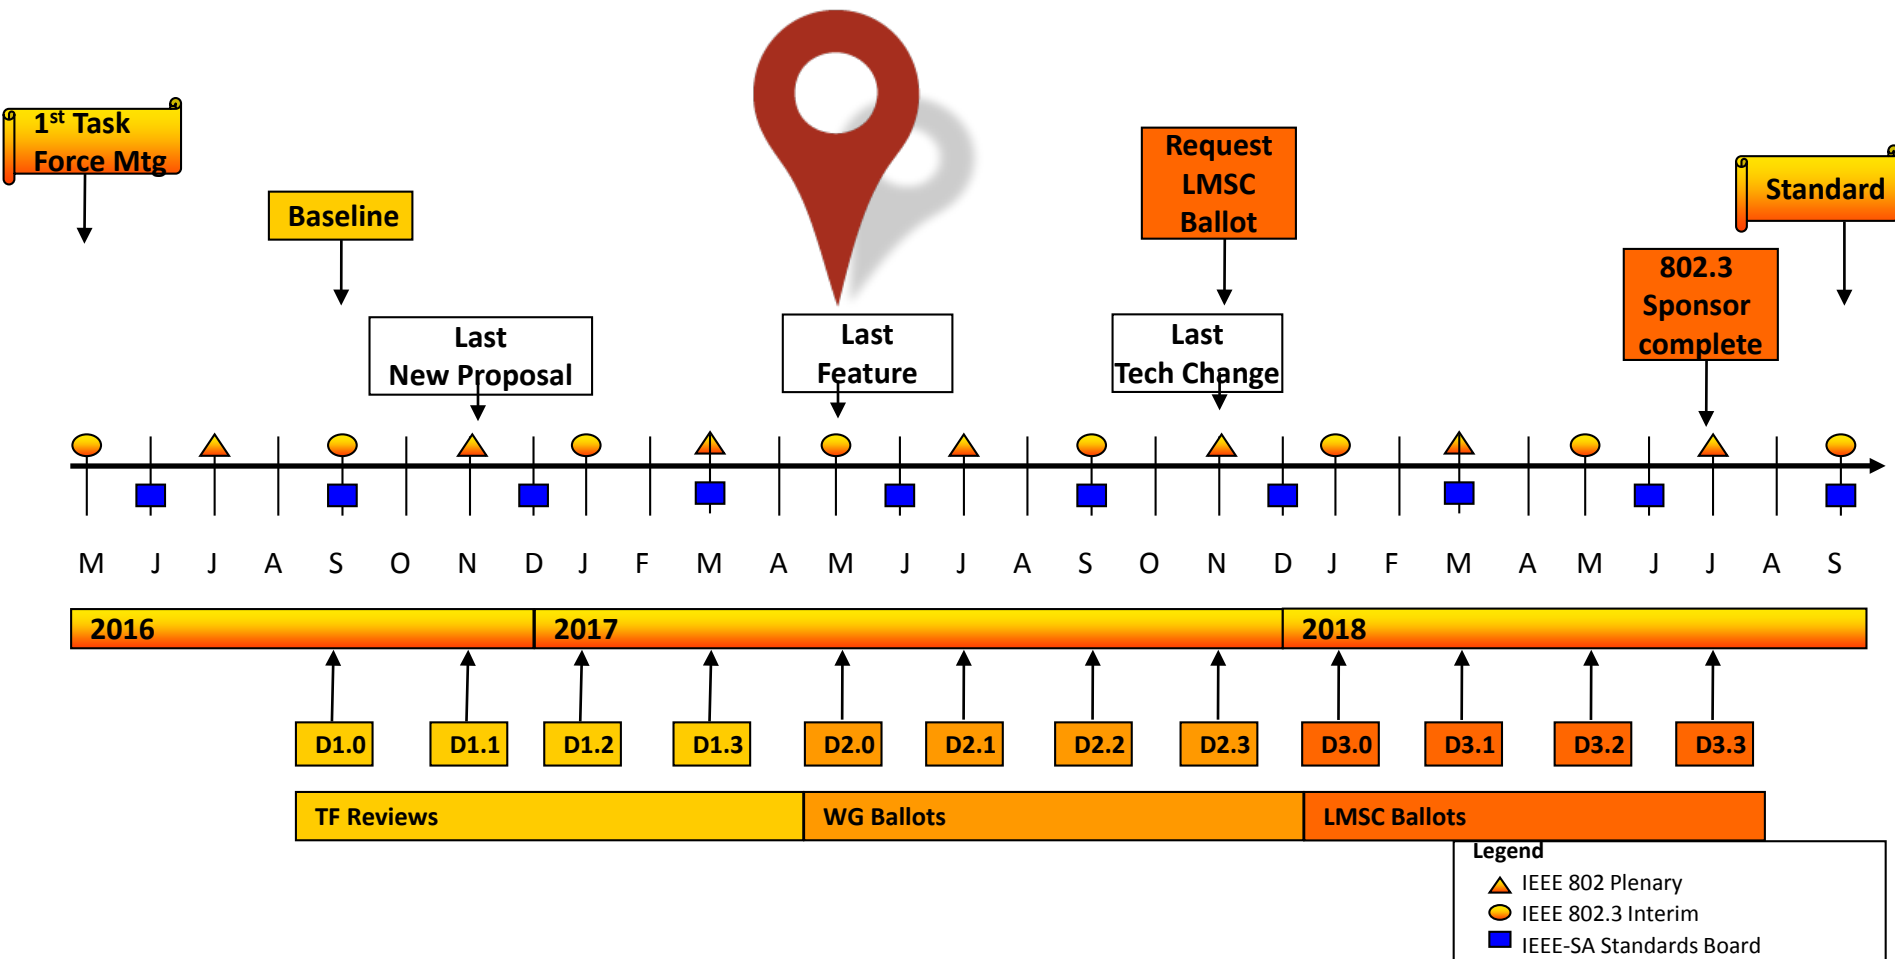 1st Task
Force Mtg
Baseline
Last
New Proposal
Last
Feature
Request
LMSC
Ballot
Last
Tech Change
802.3
Sponsor
complete
Standard
M J J A S O N D J F M A M J J A S O N D J F M A M J J A S
2016 2017 2018
D1.0 D1.1 D1.2 D1.3 D2.0 D2.1 D2.2 D2.3 D3.0 D3.1 D3.2 D3.3
TF Reviews WG Ballots LMSC Ballots
Legend
IEEE 802 Plenary
IEEE 802.3 Interim
IEEE-SA Standards Board